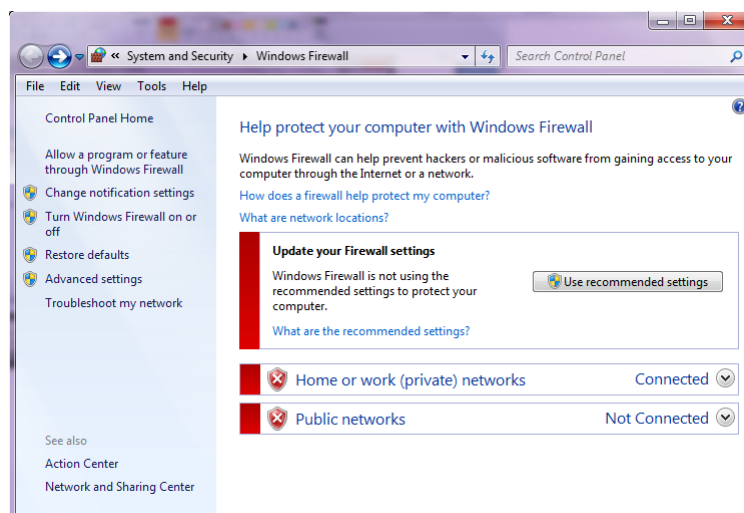 « System and Security ▸ Windows Firewall
Search Control Panel
File Edit View Tools Help
Control Panel Home
Allow a program or feature
through Windows Firewall
Change notification settings
Turn Windows Firewall on or
off
Restore defaults
Advanced settings
Troubleshoot my network
See also
Action Center
Network and Sharing Center
Help protect your computer with Windows Firewall
Windows Firewall can help prevent hackers or malicious software from gaining access to your
computer through the Internet or a network.
How does a firewall help protect my computer?
What are network locations?
Update your Firewall settings
Windows Firewall is not using the
recommended settings to protect your
computer.
What are the recommended settings?
Use recommended settings
Home or work (private) networks Connected
Public networks Not Connected